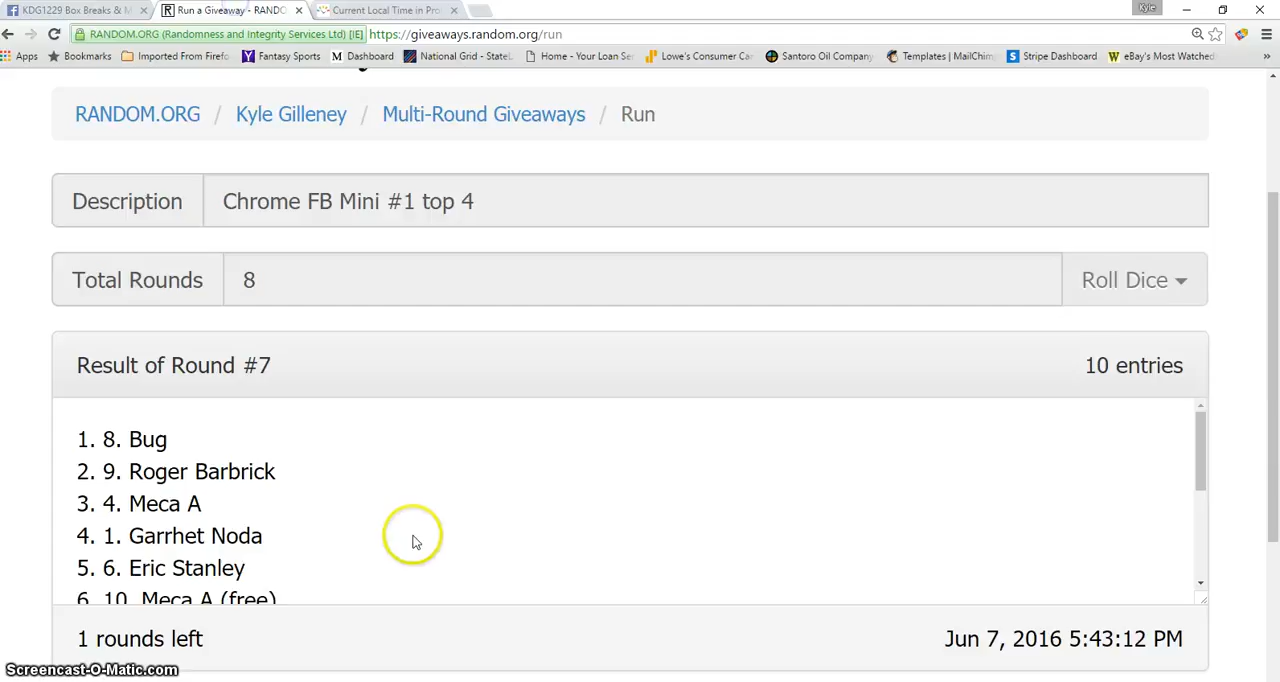 KDG1229 Box Breaks & M
Run a Giveaway - RANDO
Current Local Time in Pro
Kyle
RANDOM.ORG (Randomness and Integrity Services Ltd) [IE] https://giveaways.random.org/run
Apps Bookmarks Imported From Firefo Fantasy Sports Dashboard National Grid - StateL Home - Your Loan Ser Lowe's Consumer Car Santoro Oil Company Templates | MailChim Stripe Dashboard eBay's Most Watched »
RANDOM.ORG / Kyle Gilleney / Multi-Round Giveaways / Run
Description Chrome FB Mini #1 top 4
Total Rounds 8 Roll Dice
Result of Round #7 10 entries
1. 8. Bug
2. 9. Roger Barbrick
3. 4. Meca A
4. 1. Garrhet Noda
5. 6. Eric Stanley
6. 10. Meca A (free)
1 rounds left Jun 7, 2016 5:43:12 PM
Screencast-O-Matic.com